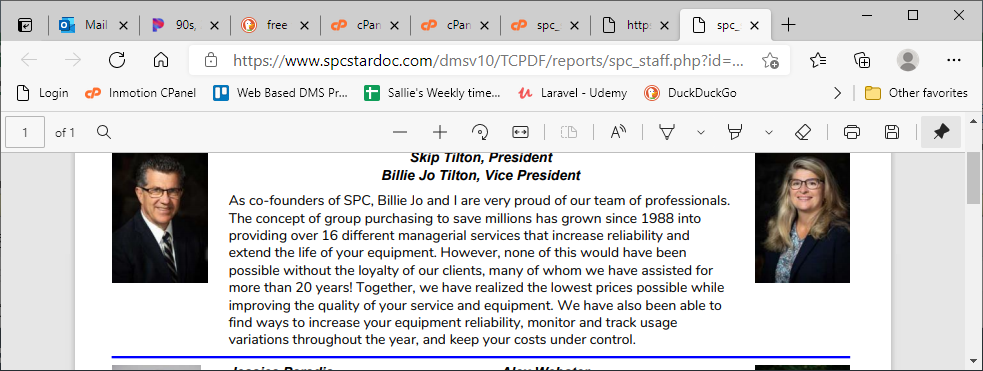 Mail
90s,
free
cPan
cPan
spc_
http:
spc_
https://www.spcstardoc.com/dmsv10/TCPDF/reports/spc_staff.php?id=...
Login
Inmotion CPanel
Web Based DMS Pr...
Sallie's Weekly time...
Laravel - Udemy
DuckDuckGo
Other favorites
1 of 1
Skip Tilton, President
Billie Jo Tilton, Vice President
As co-founders of SPC, Billie Jo and I are very proud of our team of professionals.
The concept of group purchasing to save millions has grown since 1988 into
providing over 16 different managerial services that increase reliability and
extend the life of your equipment. However, none of this would have been
possible without the loyalty of our clients, many of whom we have assisted for
more than 20 years! Together, we have realized the lowest prices possible while
improving the quality of your service and equipment. We have also been able to
find ways to increase your equipment reliability, monitor and track usage
variations throughout the year, and keep your costs under control.